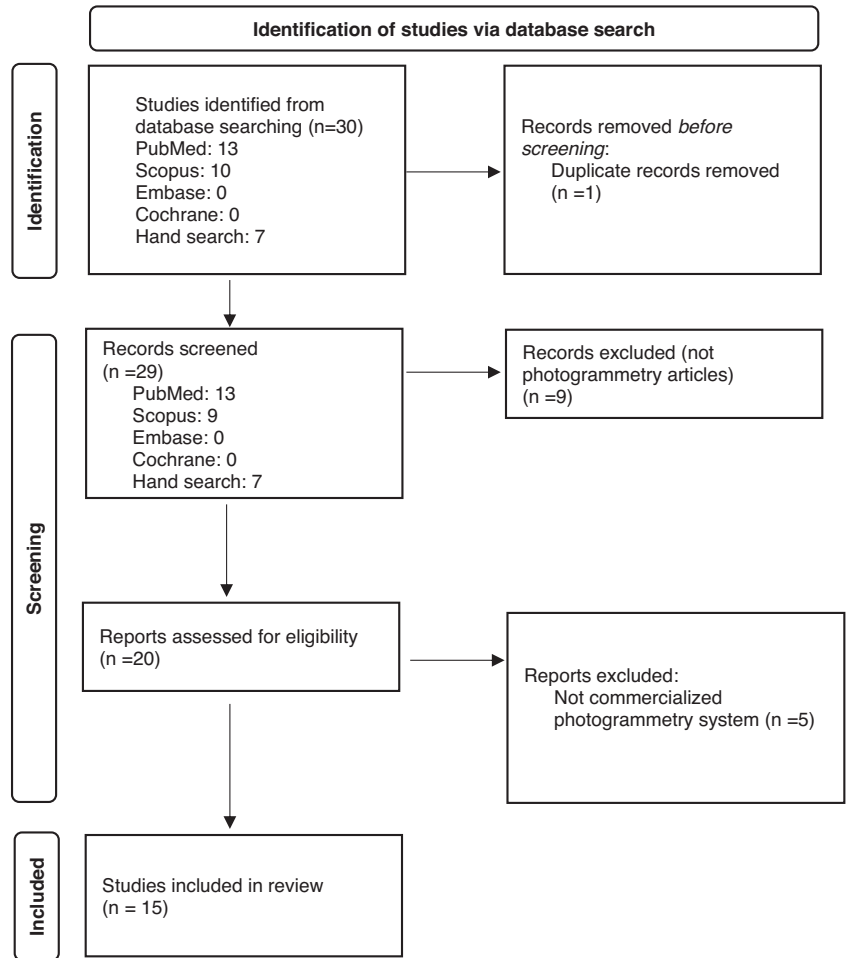 Identification of studies via database search
Identification
Studies identified from
database searching (n=30)
PubMed: 13
Scopus: 10
Embase: 0
Cochrane: 0
Hand search: 7
Records removed before
screening:
Duplicate records removed
(n =1)
Screening
Records screened
(n =29)
PubMed: 13
Scopus: 9
Embase: 0
Cochrane: 0
Hand search: 7
Records excluded (not
photogrammetry articles)
(n =9)
Reports assessed for eligibility
(n =20)
Reports excluded:
Not commercialized
photogrammetry system (n =5)
Included
Studies included in review
(n = 15)